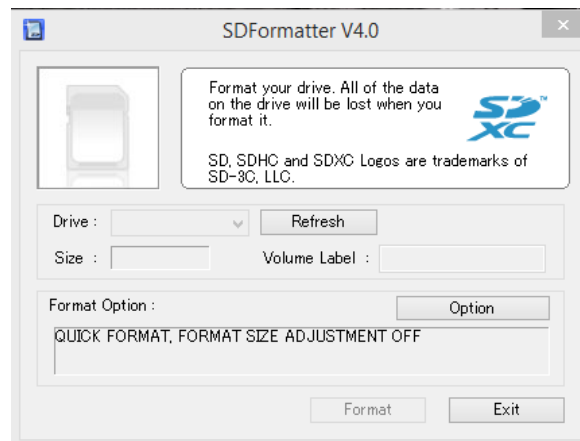 SDFormatter V4.0
Format your drive. All of the data
on the drive will be lost when you
format it.
SD, SDHC and SDXC Logos are trademarks of
SD-3C, LLC.
SD XC™
Drive :
Refresh
Size :
Volume Label :
Format Option :
Option
QUICK FORMAT, FORMAT SIZE ADJUSTMENT OFF
Format
Exit